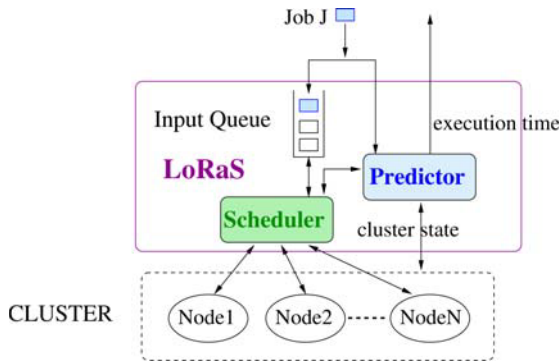 Job J
Input Queue
execution time
LoRaS
Predictor
Scheduler
cluster state
CLUSTER
Node1
Node2
NodeN